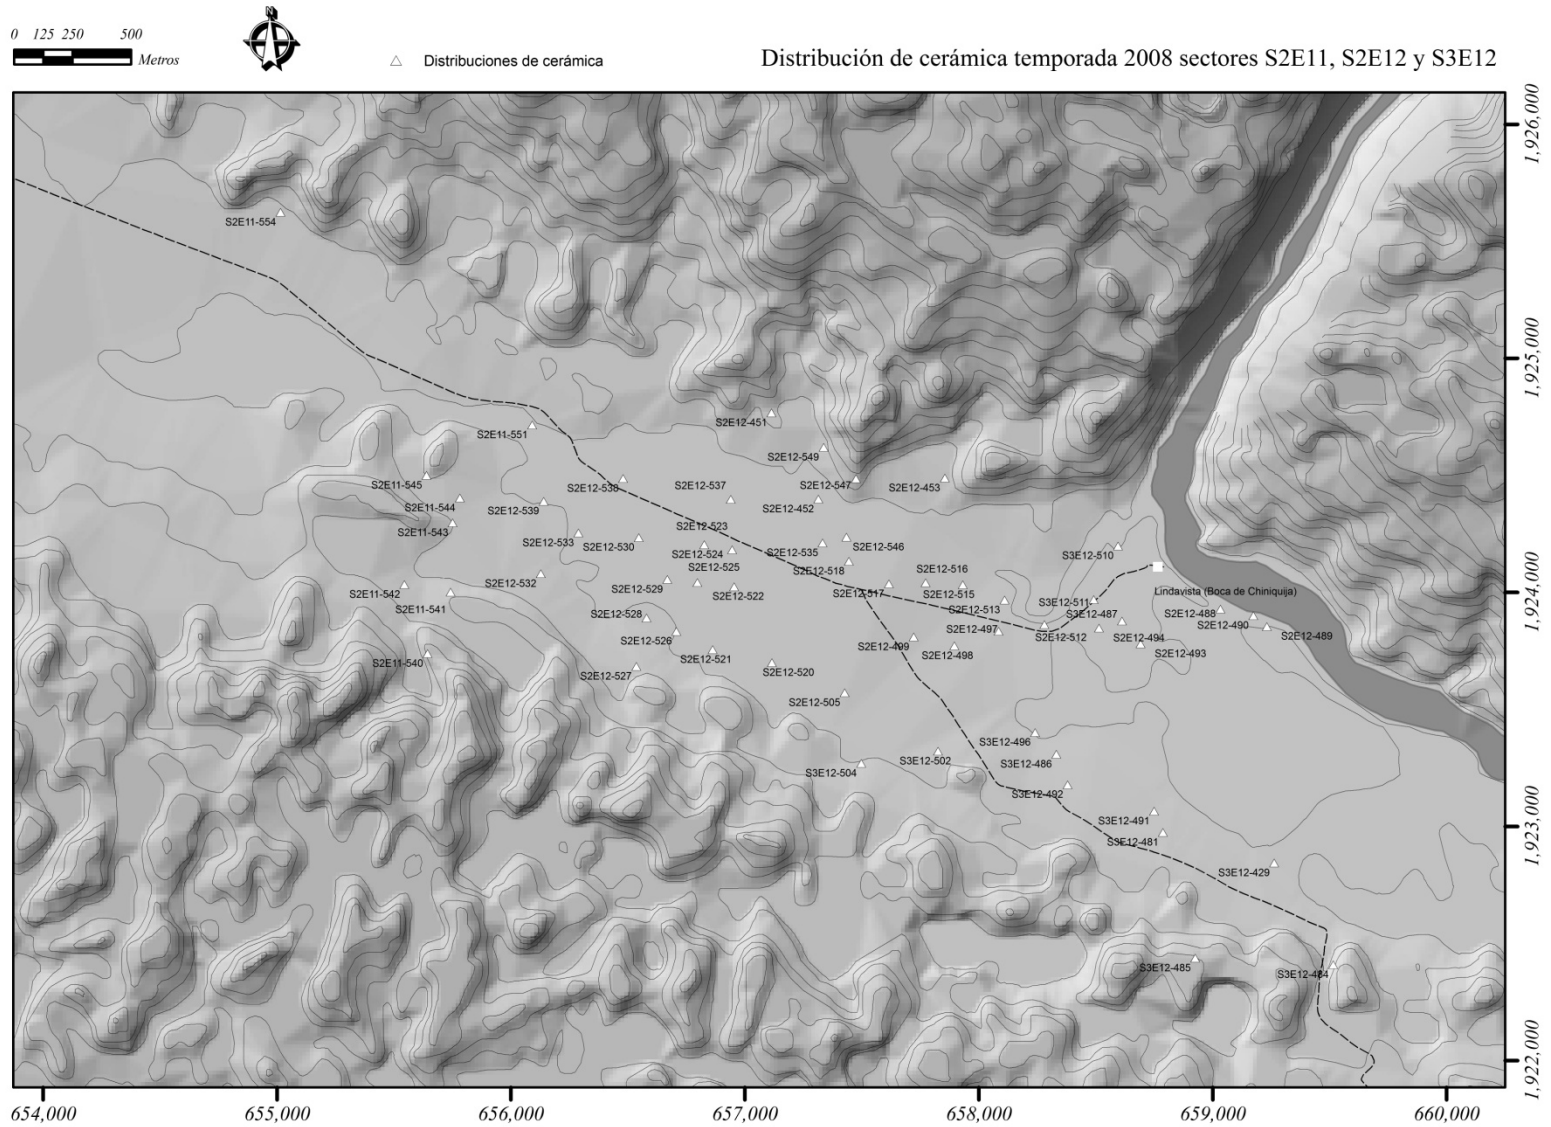 0 125 250 500
Metros
N
Distribuciones de cerámica
Distribución de cerámica temporada 2008 sectores S2E11, S2E12 y S3E12
1,926,000
S2E11-554
1,925,000
S2E12-451
S2E11-551
S2E12-549
S2E11-545
S2E12-538
S2E12-537
S2E12-547
S2E12-453
S2E11-544
S2E12-539
S2E12-452
S2E11-543
S2E12-523
S2E12-533
S2E12-530
S2E12-524
S2E12-535
S2E12-546
S3E12-510
S2E12-525
S2E12-518
S2E12-516
S2E12-532
S2E12-529
S2E11-542
S2E12-522
S2E12-517
S2E12-515
Lindavista (Boca de Chiniquija)
1,924,000
S2E11-541
S2E12-513
S3E12-511
S2E12-528
S3E12-487
S2E12-488
S2E12-490
S2E12-526
S2E12-497
S2E12-512
S2E12-494
S2E12-489
S2E12-499
S2E12-498
S2E12-493
S2E11-540
S2E12-521
S2E12-527
S2E12-520
S2E12-505
S3E12-496
S3E12-502
S3E12-486
S3E12-504
S3E12-492
S3E12-491
1,923,000
S3E12-481
S3E12-429
S3E12-485
S3E12-484
1,922,000
654,000 655,000 656,000 657,000 658,000 659,000 660,000